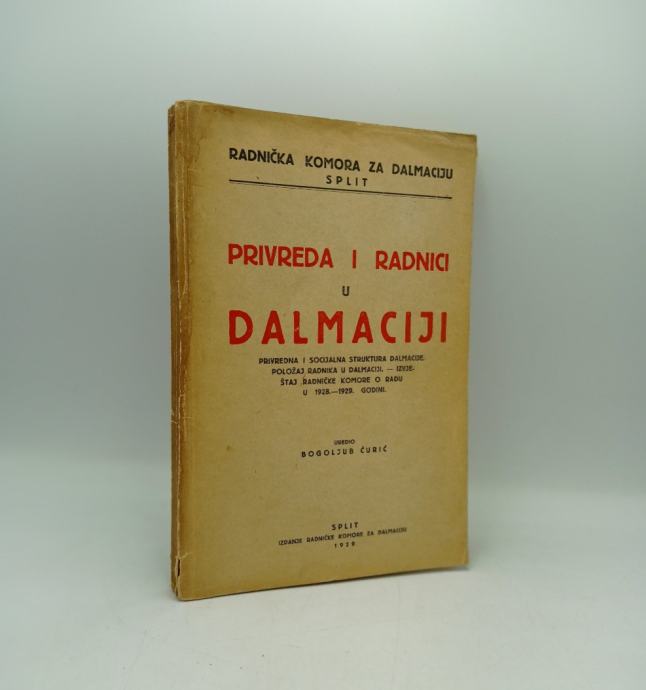 RADNIČKA KOMORA ZA DALMACIJU
SPLIT
PRIVREDA I RADNICI
U
DALMACIJI
PRIVREDNA I SOCIJALNA STRUKTURA DALMACIJE.
POLOŽAJ RADNIKA U DALMACIJI. — IZVJE-
ŠTAJ RADNIČKE KOMORE O RADU
U 1928.—1929. GODINI.
UREDIO
BOGOLJUB ĆURIĆ
SPLIT
IZDANJE RADNIČKE KOMORE ZA DALMACIJU
1929